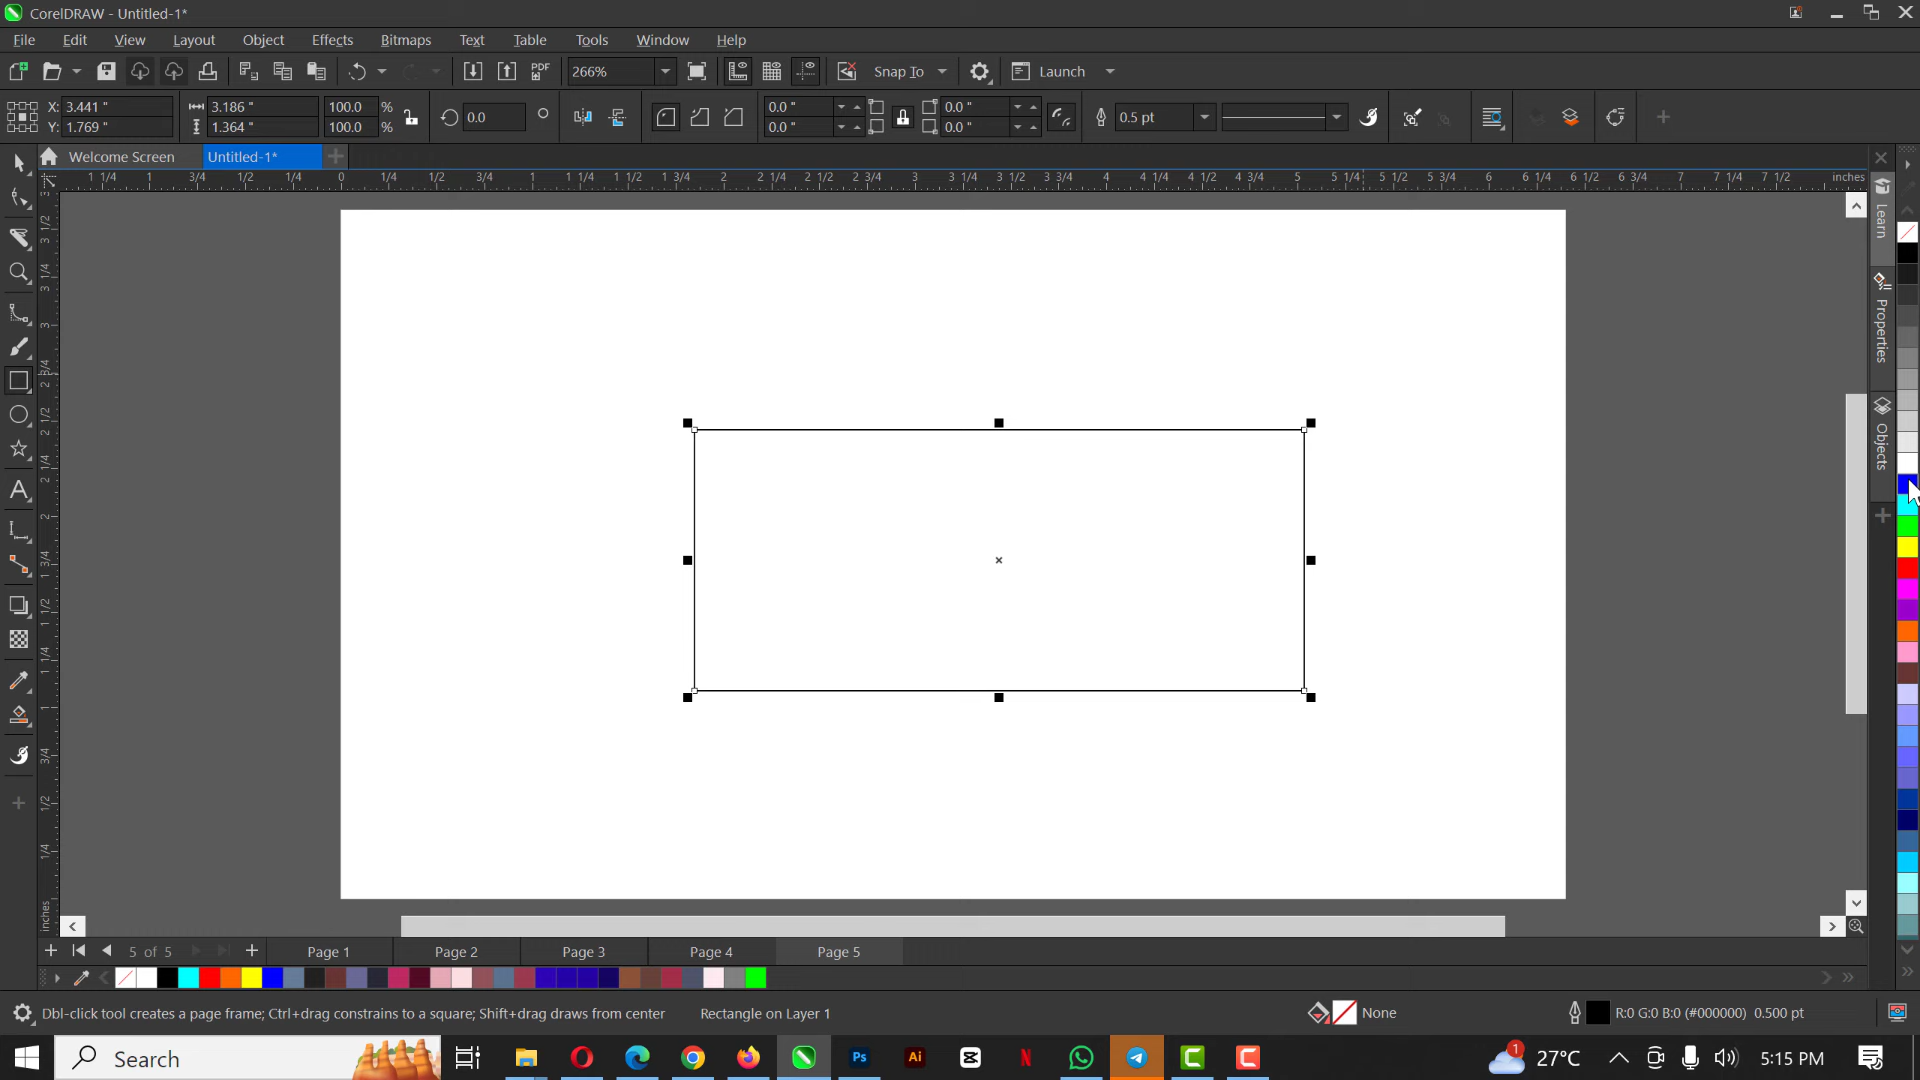 CorelDRAW - Untitled-1*
File Edit View Layout Object Effects Bitmaps Text Table Tools Window Help
PDF 266% Snap To Launch
X: 3.441 " 3.186 " 100.0 % 0.0 " 0.0 "
Y: 1.769 " 1.364 " 100.0 % 0.0 0.0 " 0.0 " 0.5 pt
Welcome Screen Untitled-1*
1 1/4 1 3/4 1/2 1/4 0 1/4 1/2 3/4 1 1 1/4 1 1/2 1 3/4 2 2 1/4 2 1/2 2 3/4 3 3 1/4 3 1/2 3 3/4 4 4 1/4 4 1/2 4 3/4 5 5 1/4 5 1/2 5 3/4 6 6 1/4 6 1/2 6 3/4 7 7 1/4 7 1/2 inches
Learn
Properties
Objects
inches
5 of 5 Page 1 Page 2 Page 3 Page 4 Page 5
Dbl-click tool creates a page frame; Ctrl+drag constrains to a square; Shift+drag draws from center Rectangle on Layer 1 None R:0 G:0 B:0 (#000000) 0.500 pt
Search Ps Ai N 1 27°C 5:15 PM